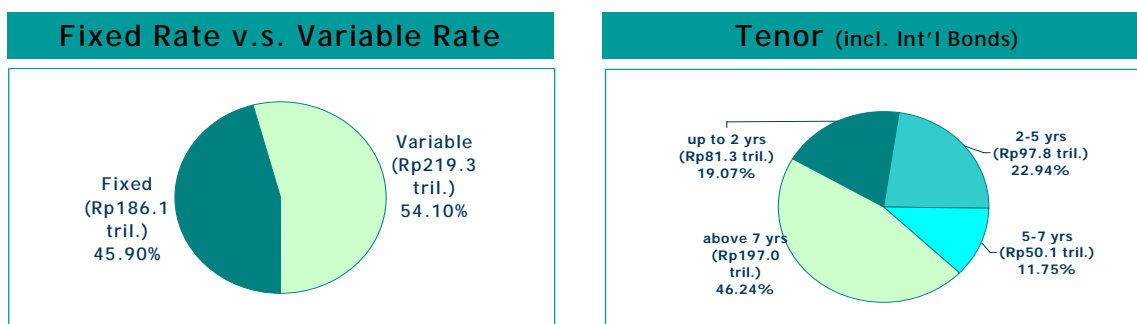 Fixed Rate v.s. Variable Rate
Variable
(Rp219.3
tril.)
54.10%
Fixed
(Rp186.1
tril.)
45.90%
Tenor (incl. Int'l Bonds)
up to 2 yrs
(Rp81.3 tril.)
19.07%
2-5 yrs
(Rp97.8 tril.)
22.94%
above 7 yrs
(Rp197.0
tril.)
46.24%
5-7 yrs
(Rp50.1 tril.)
11.75%